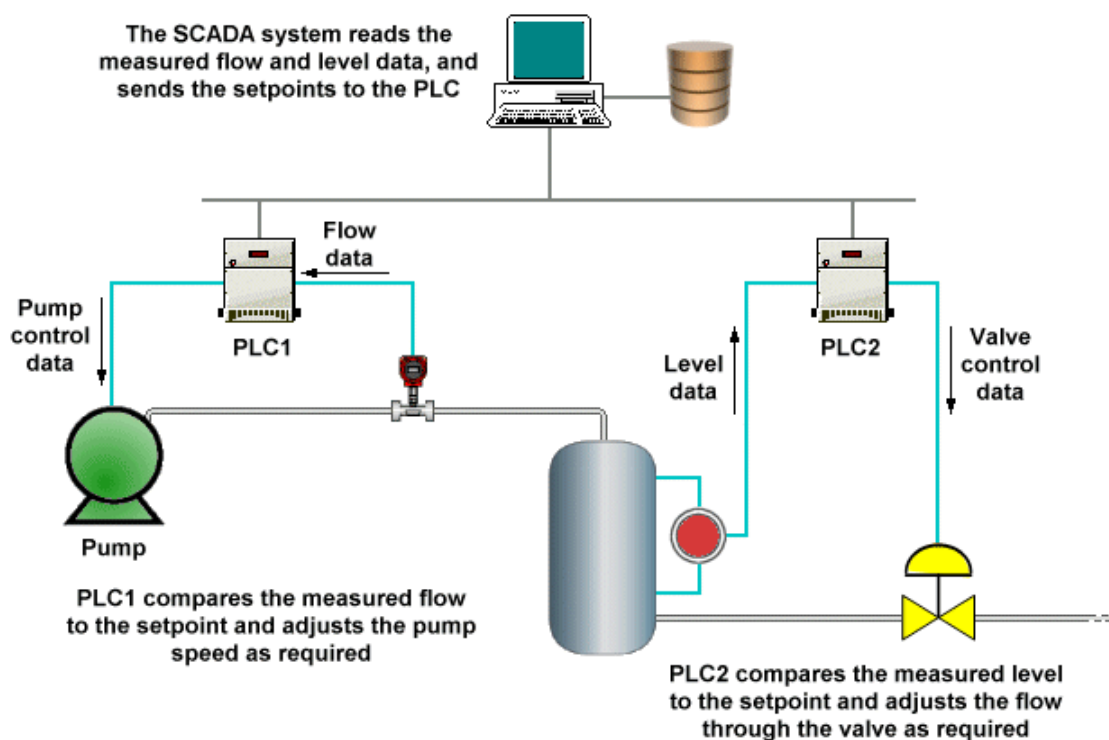 The SCADA system reads the
measured flow and level data, and
sends the setpoints to the PLC
Flow
data
Pump
control
data
PLC1
Level
data
PLC2
Valve
control
data
Pump
PLC1 compares the measured flow
to the setpoint and adjusts the pump
speed as required
PLC2 compares the measured level
to the setpoint and adjusts the flow
through the valve as required